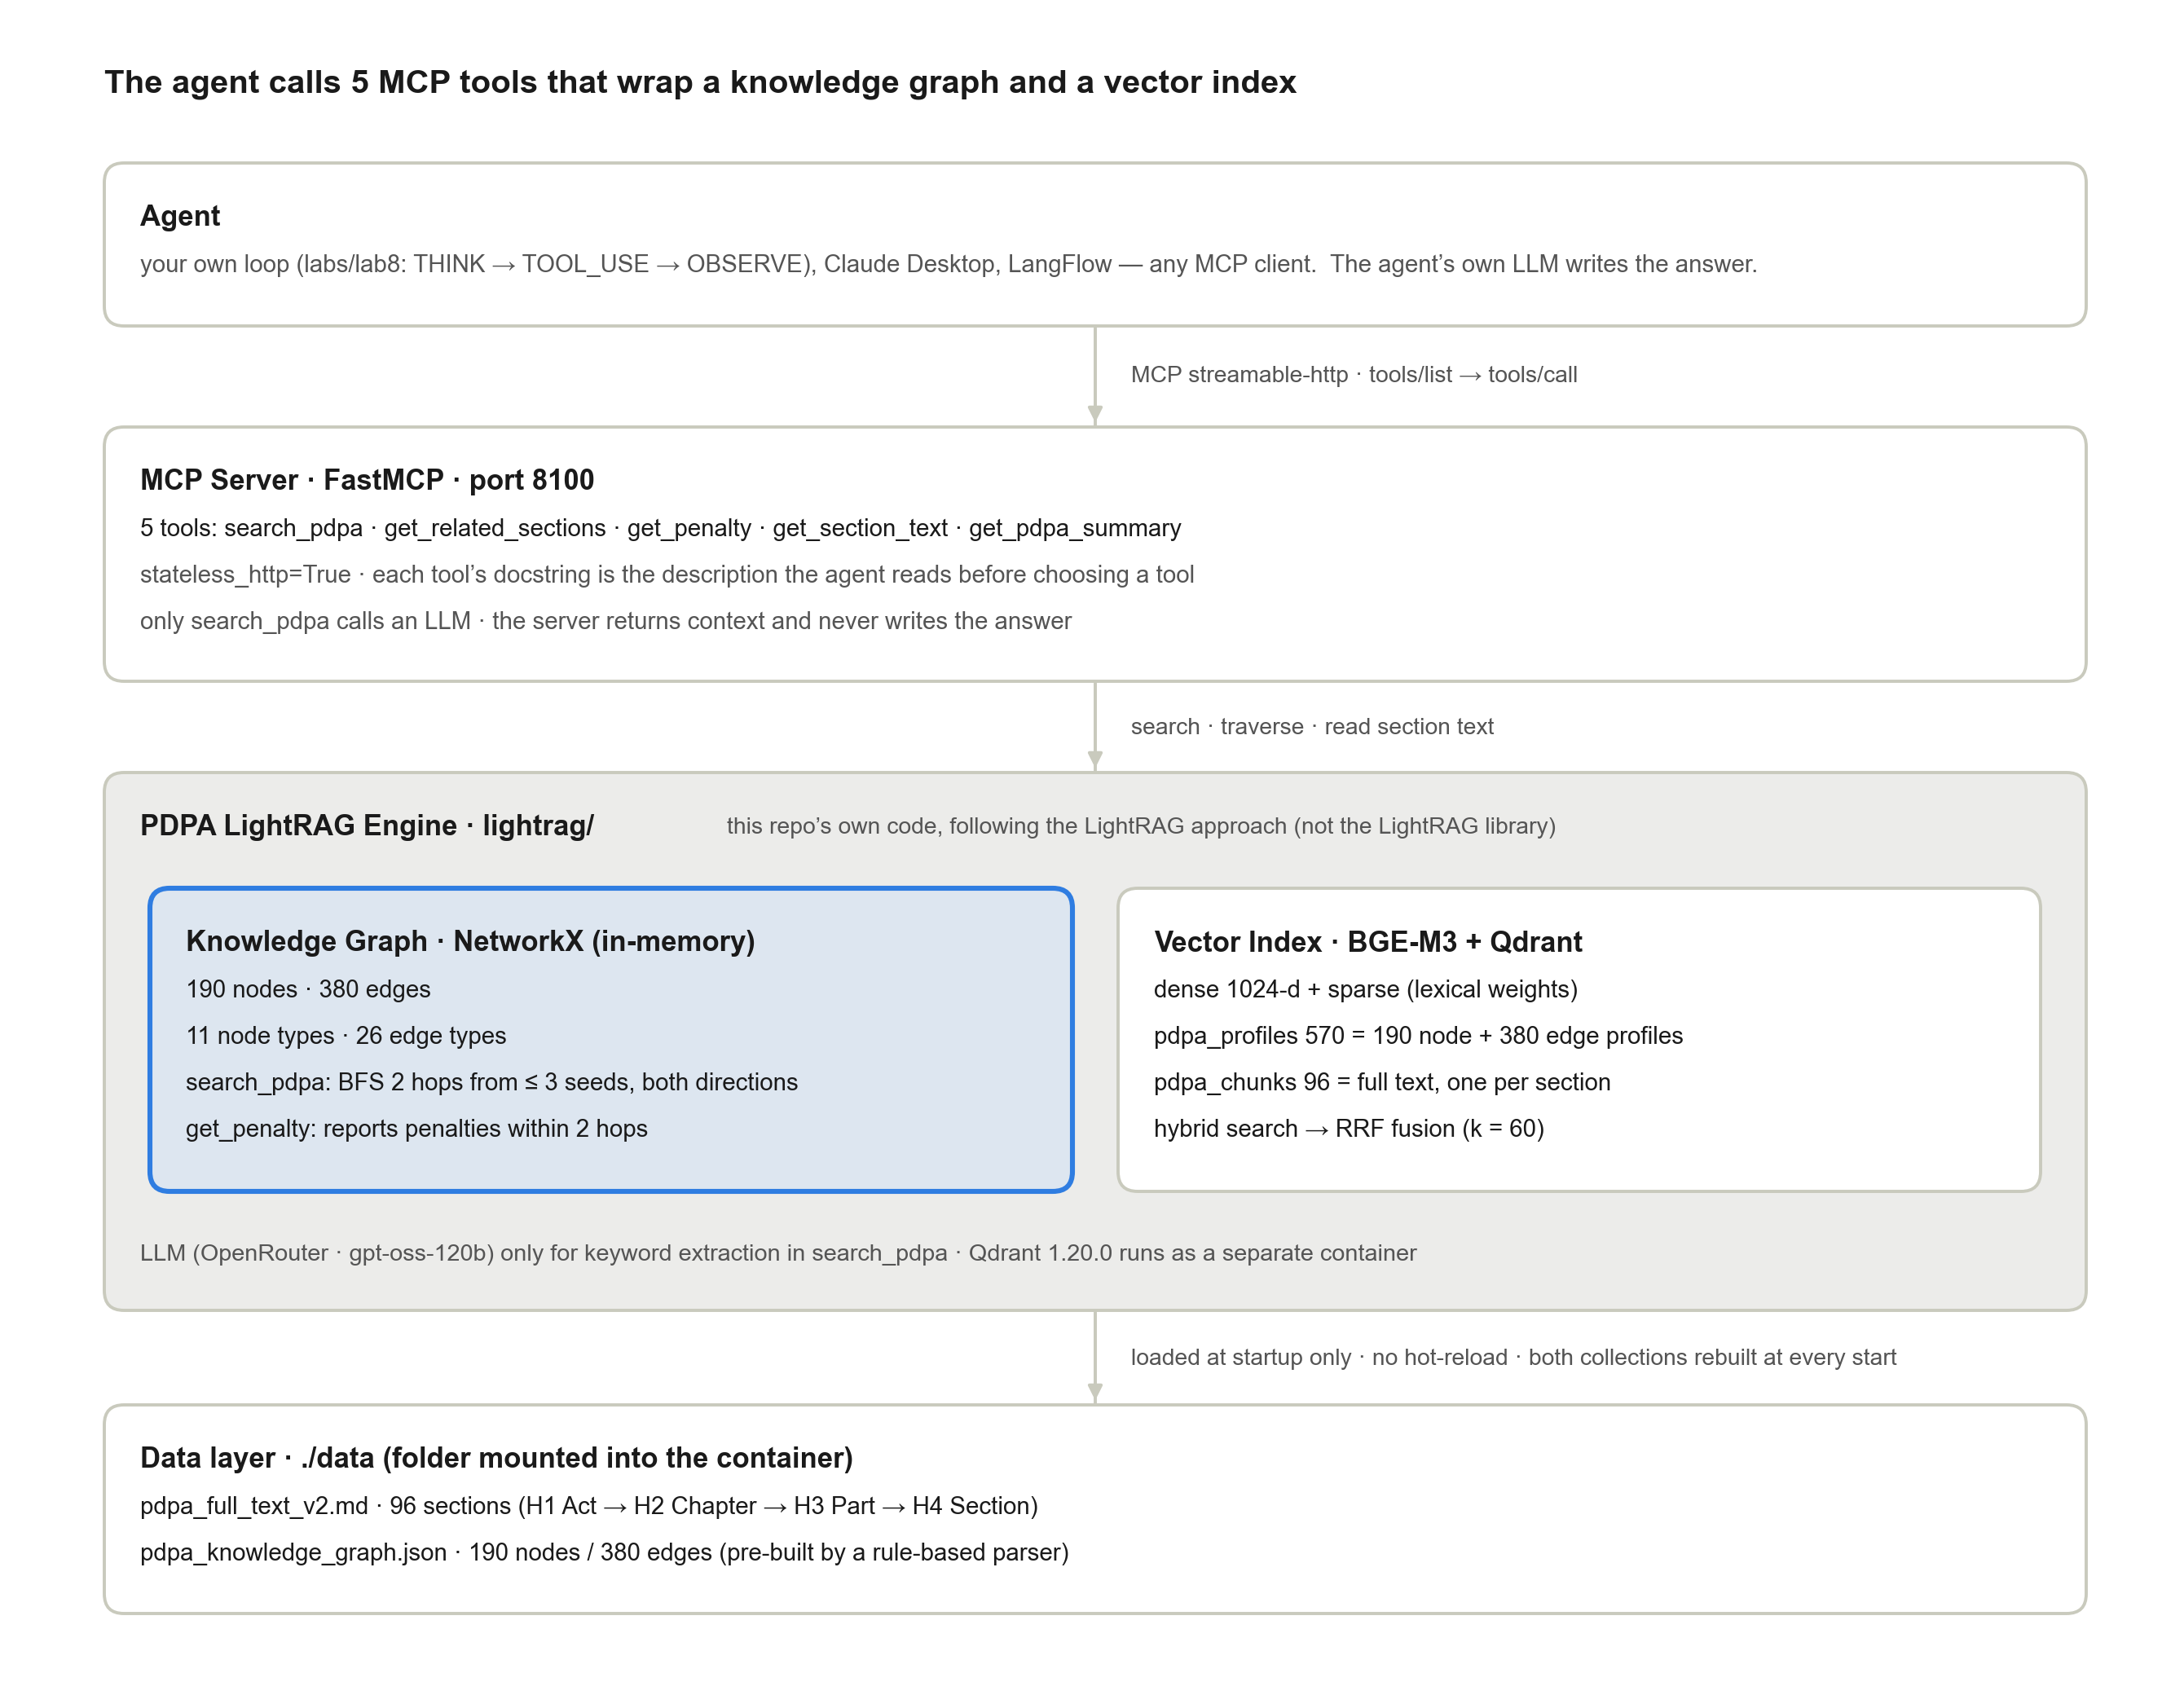 The agent calls 5 MCP tools that wrap a knowledge graph and a vector index
Agent
your own loop (labs/lab8: THINK → TOOL_USE → OBSERVE), Claude Desktop, LangFlow — any MCP client.  The agent’s own LLM writes the answer.
MCP streamable-http · tools/list → tools/call
MCP Server · FastMCP · port 8100
5 tools: search_pdpa · get_related_sections · get_penalty · get_section_text · get_pdpa_summary
stateless_http=True · each tool’s docstring is the description the agent reads before choosing a tool
only search_pdpa calls an LLM · the server returns context and never writes the answer
search · traverse · read section text
PDPA LightRAG Engine · lightrag/
this repo’s own code, following the LightRAG approach (not the LightRAG library)
Knowledge Graph · NetworkX (in-memory)
190 nodes · 380 edges
11 node types · 26 edge types
search_pdpa: BFS 2 hops from ≤ 3 seeds, both directions
get_penalty: reports penalties within 2 hops
Vector Index · BGE-M3 + Qdrant
dense 1024-d + sparse (lexical weights)
pdpa_profiles 570 = 190 node + 380 edge profiles
pdpa_chunks 96 = full text, one per section
hybrid search → RRF fusion (k = 60)
LLM (OpenRouter · gpt-oss-120b) only for keyword extraction in search_pdpa · Qdrant 1.20.0 runs as a separate container
loaded at startup only · no hot-reload · both collections rebuilt at every start
Data layer · ./data (folder mounted into the container)
pdpa_full_text_v2.md · 96 sections (H1 Act → H2 Chapter → H3 Part → H4 Section)
pdpa_knowledge_graph.json · 190 nodes / 380 edges (pre-built by a rule-based parser)